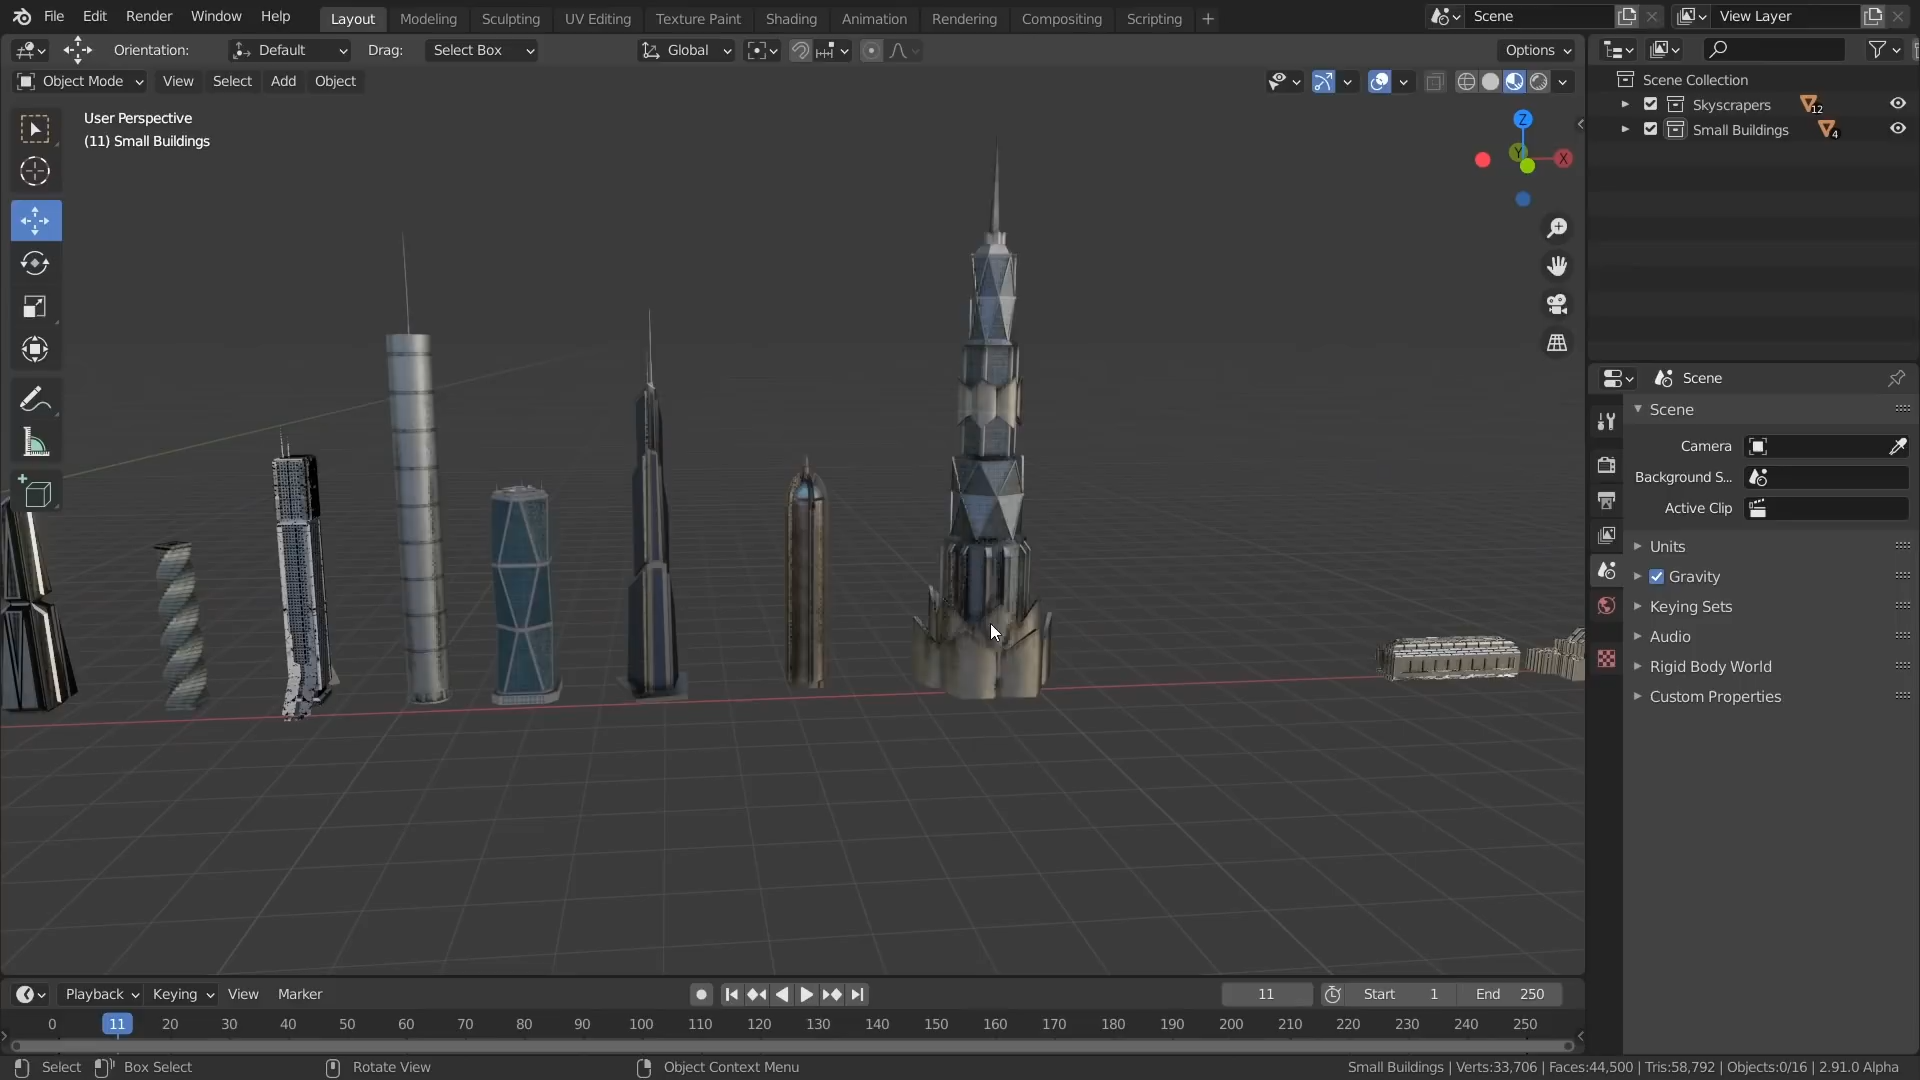 File Edit Render Window Help Layout Modeling Sculpting UV Editing Texture Paint Shading Animation Rendering Compositing Scripting + Scene View Layer
Orientation: Default Drag: Select Box Global Options
Object Mode View Select Add Object
User Perspective
(11) Small Buildings
Z
Y
X
Scene Collection
Skyscrapers 12
Small Buildings 4
Scene
Scene
Camera
Background S...
Active Clip
Units
Gravity
Keying Sets
Audio
Rigid Body World
Custom Properties
Playback Keying View Marker 11 Start 1 End 250
0 11 20 30 40 50 60 70 80 90 100 110 120 130 140 150 160 170 180 190 200 210 220 230 240 250
Select Box Select Rotate View Object Context Menu Small Buildings | Verts:33,706 | Faces:44,500 | Tris:58,792 | Objects:0/16 | 2.91.0 Alpha